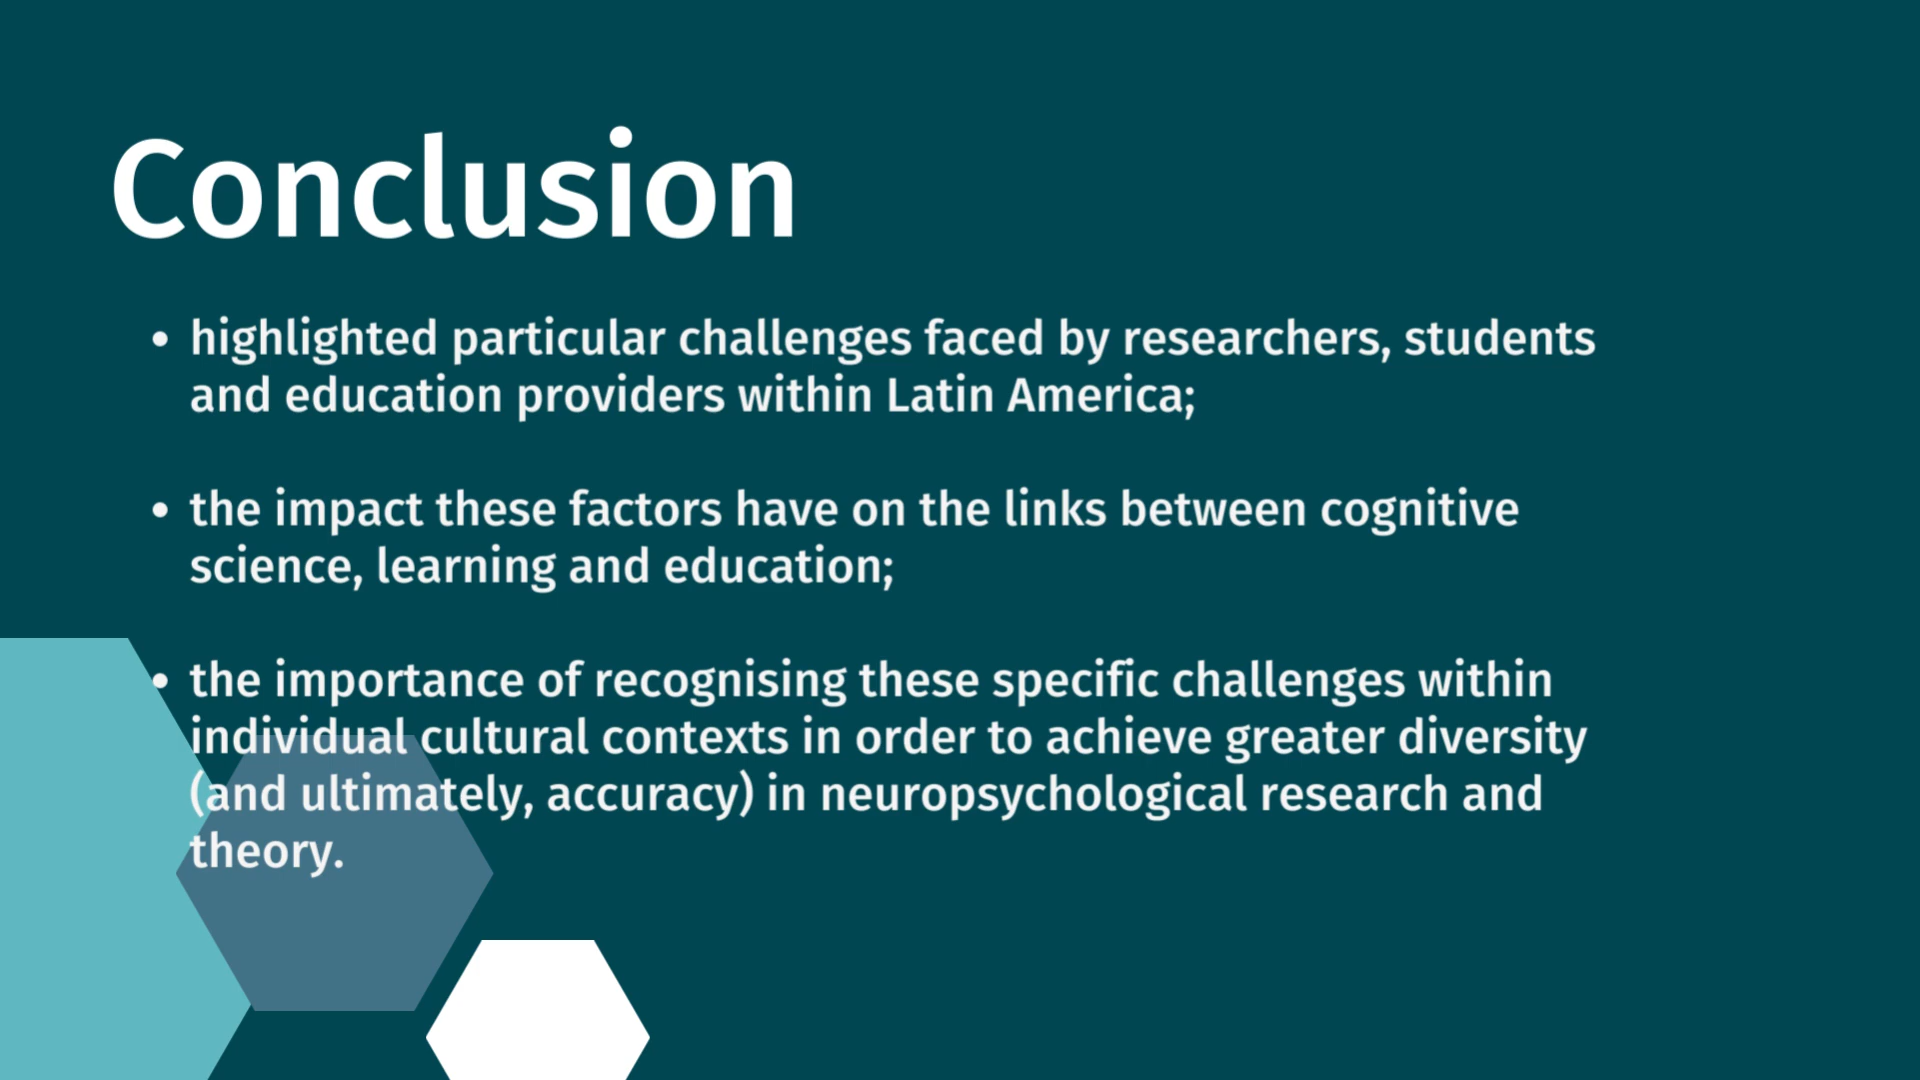 Conclusion
• highlighted particular challenges faced by researchers, students
and education providers within Latin America;
• the impact these factors have on the links between cognitive
science, learning and education;
• the importance of recognising these specific challenges within
individual cultural contexts in order to achieve greater diversity
(and ultimately, accuracy) in neuropsychological research and
theory.